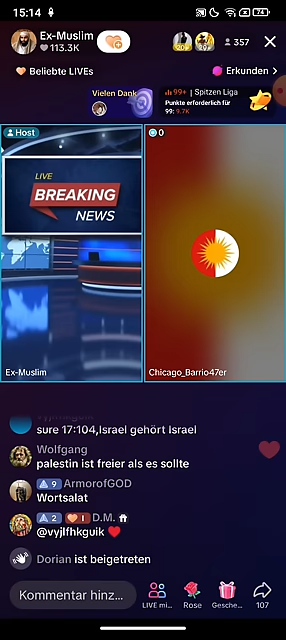 15:14
74
Ex-Muslim
113.3K
357
Beliebte LIVEs
Erkunden
Vielen Dank
99+ | Spitzen Liga
Punkte erforderlich für
99: 9.7K
Host
0
LIVE
BREAKING
NEWS
Ex-Muslim
Chicago_Barrio47er
sure 17:104,Israel gehört Israel
Wolfgang
palestin ist freier als es sollte
9 ArmorofGOD
Wortsalat
2 I D.M.
@vyjlfhkguik
Dorian ist beigetreten
Kommentar hinz...
LIVE mi...
Rose
Gesche...
107